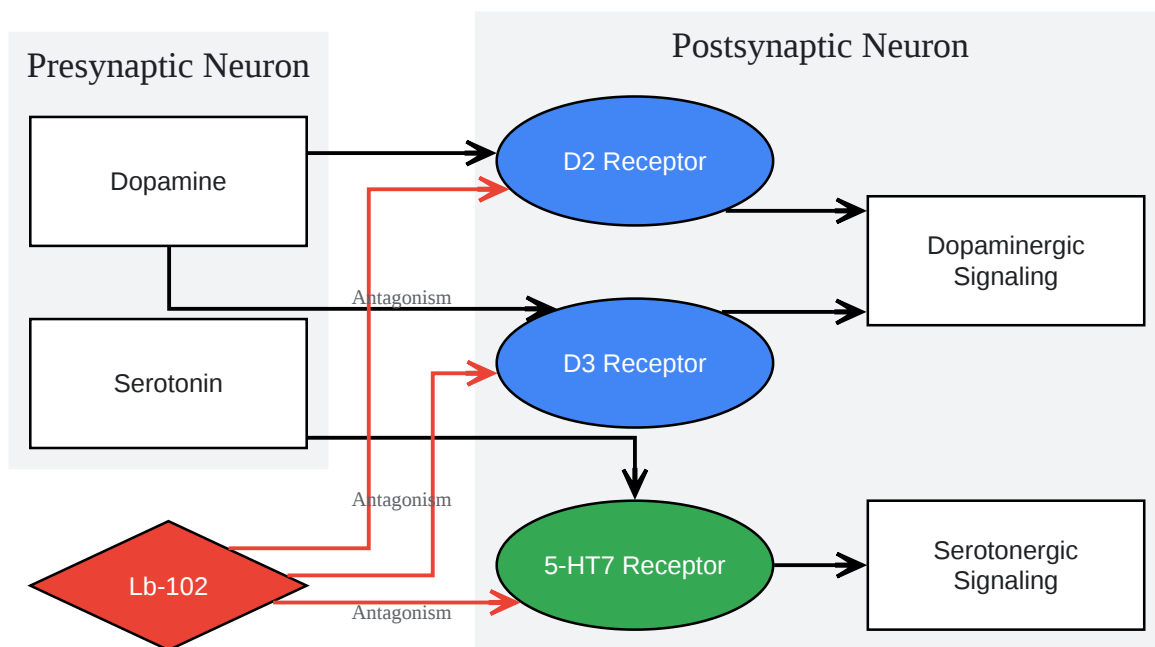 Presynaptic Neuron
Postsynaptic Neuron
Dopamine
D2 Receptor
Dopaminergic
Signaling
Antagonism
D3 Receptor
Serotonin
Antagonism
Lb-102
Antagonism
5-HT7 Receptor
Serotonergic
Signaling